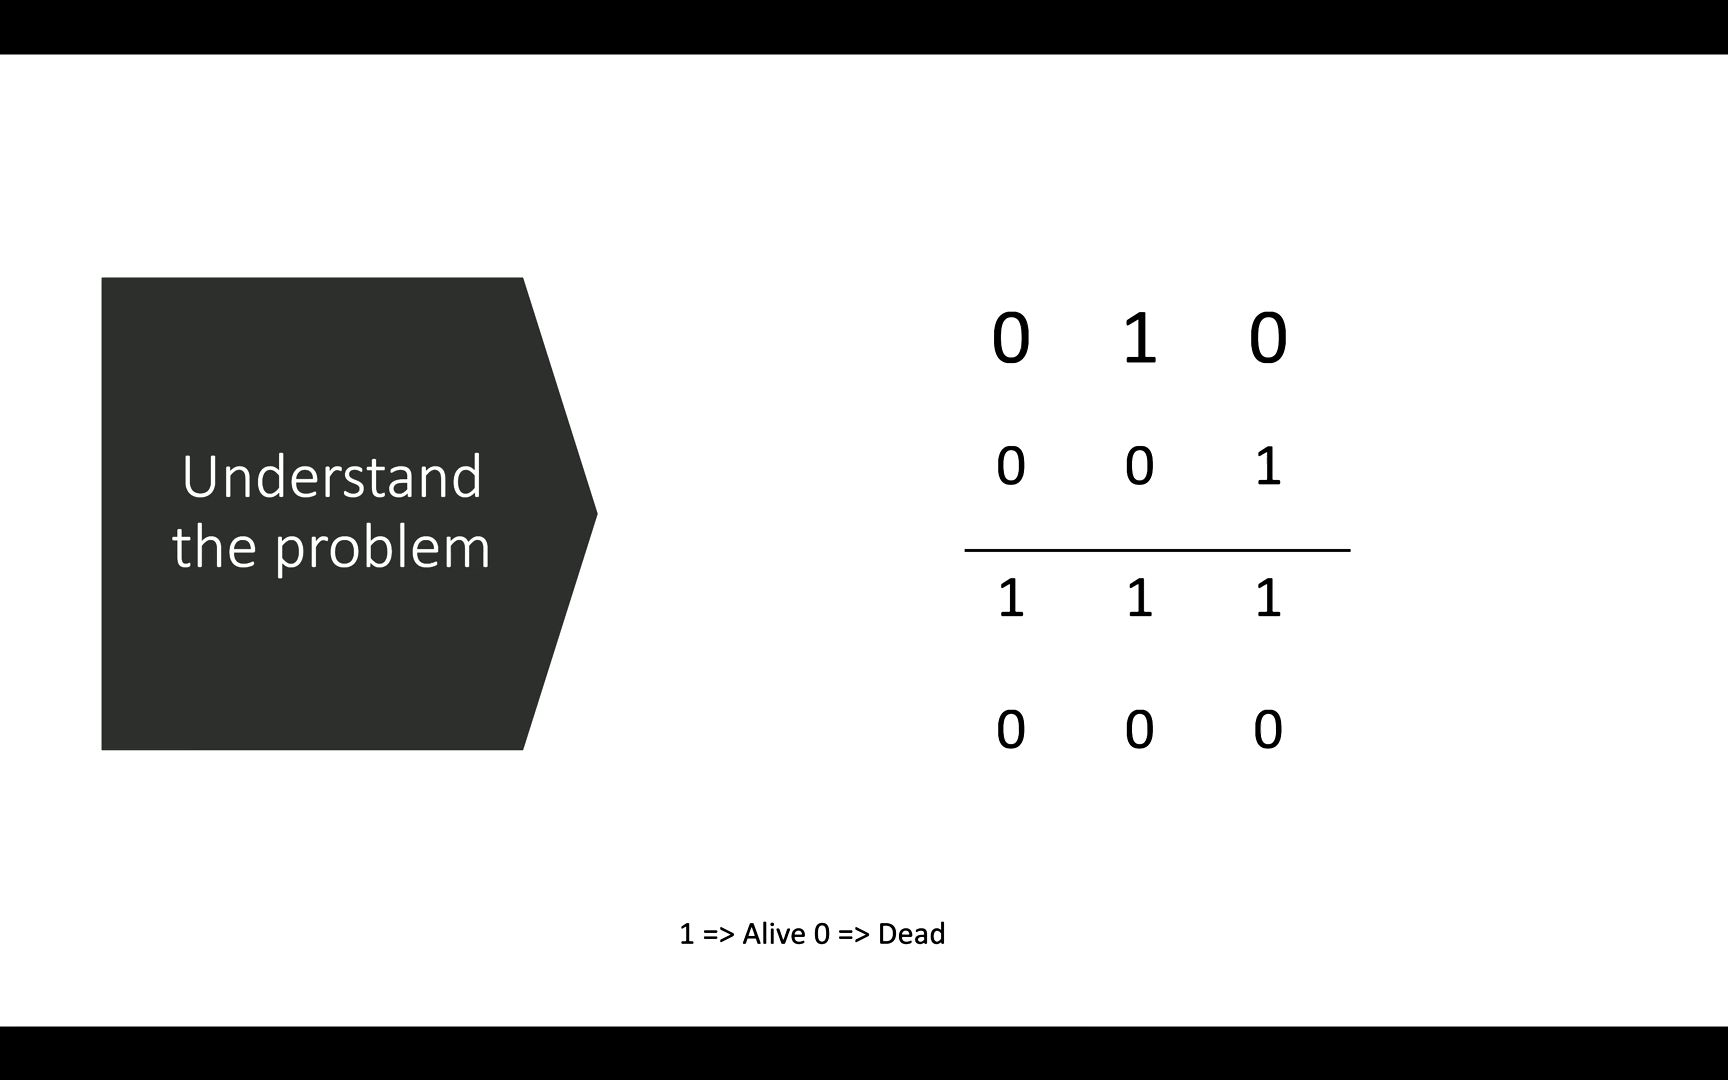 Understand
the problem
0 1 0
0 0 1
1 1 1
0 0 0
1 => Alive 0 => Dead